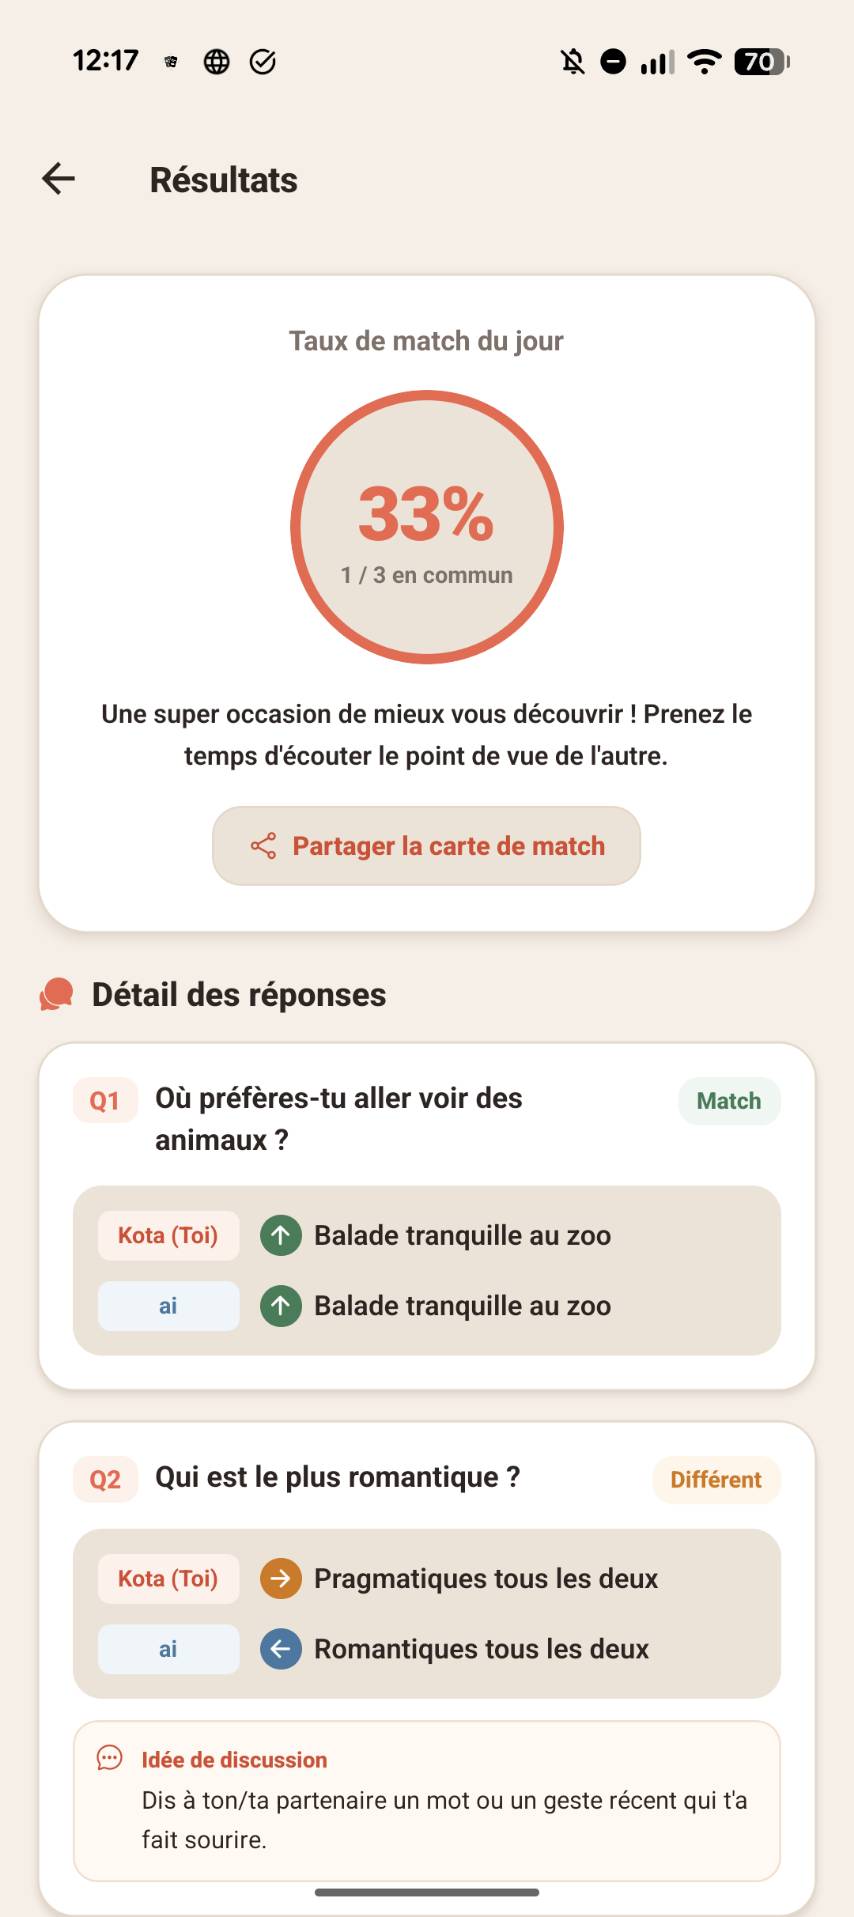 12:17
70
Résultats
Taux de match du jour
33%
1 / 3 en commun
Une super occasion de mieux vous découvrir ! Prenez le
temps d'écouter le point de vue de l'autre.
Partager la carte de match
Détail des réponses
Q1
Où préfères-tu aller voir des
animaux ?
Match
Kota (Toi)
Balade tranquille au zoo
ai
Balade tranquille au zoo
Q2
Qui est le plus romantique ?
Différent
Kota (Toi)
Pragmatiques tous les deux
ai
Romantiques tous les deux
Idée de discussion
Dis à ton/ta partenaire un mot ou un geste récent qui t'a
fait sourire.